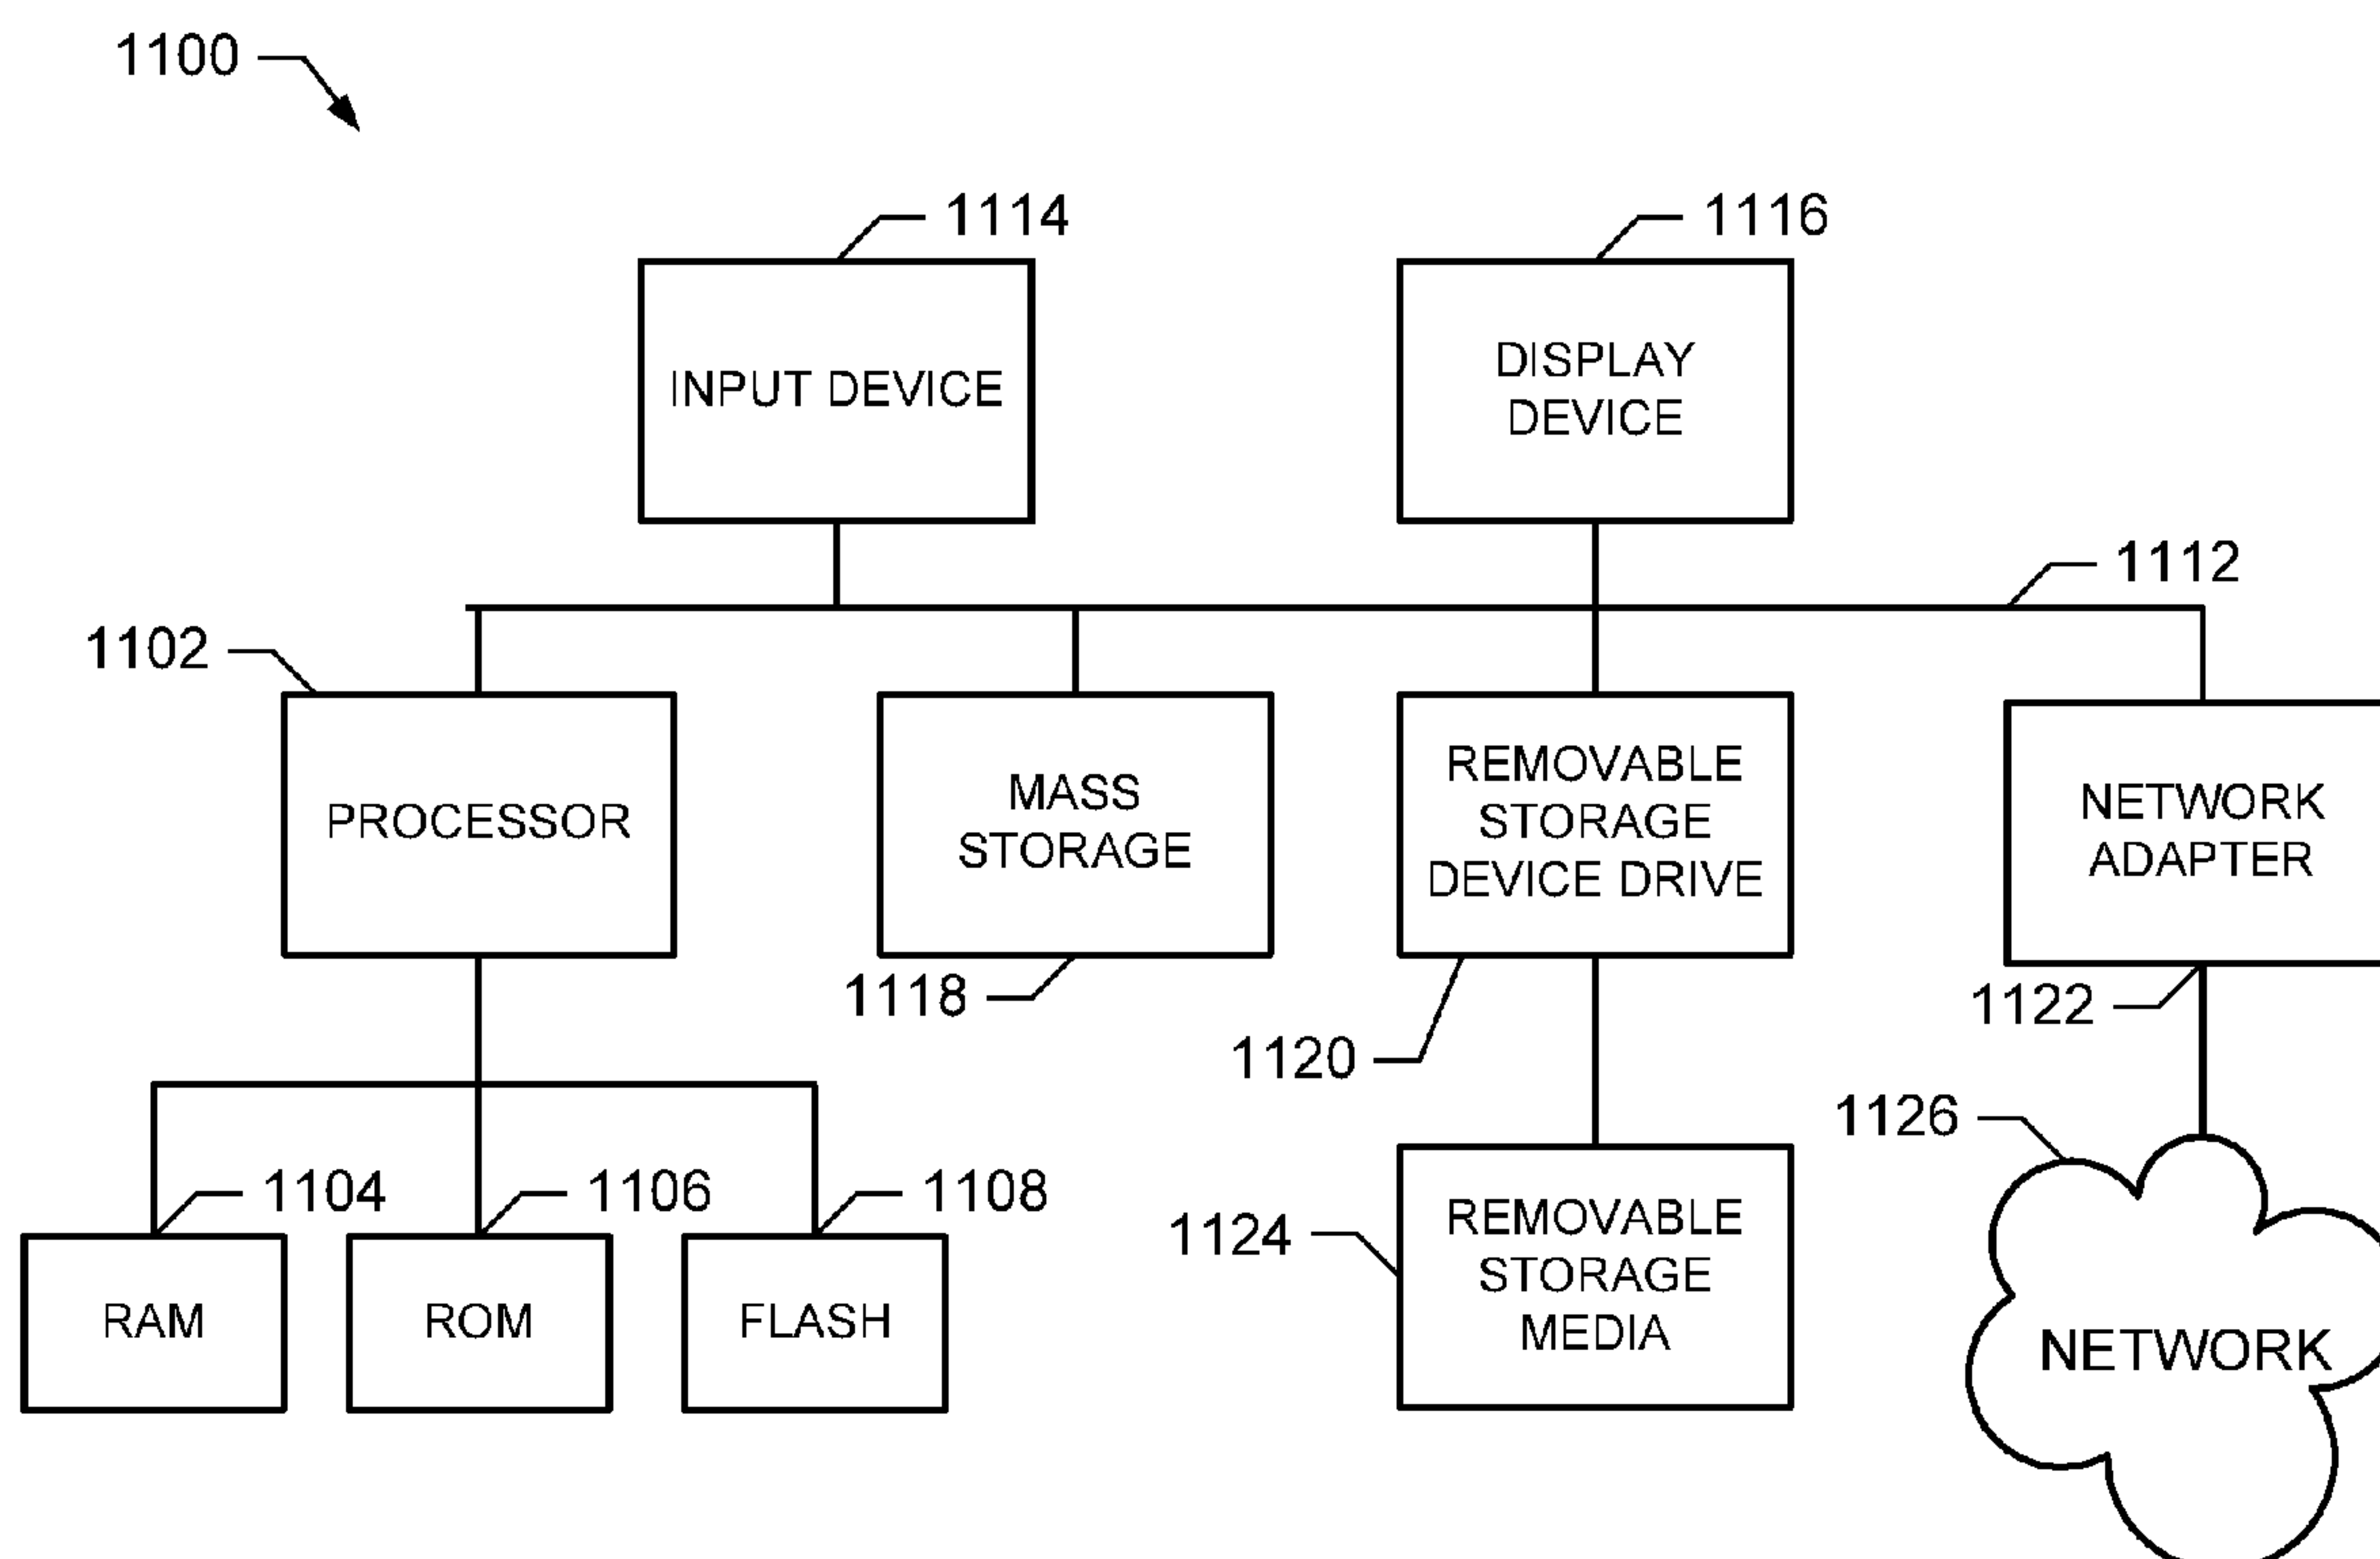 1100
1114
1116
INPUT DEVICE
DISPLAY
DEVICE
1112
1102
PROCESSOR
MASS
STORAGE
REMOVABLE
STORAGE
DEVICE DRIVE
NETWORK
ADAPTER
1118
1120
1122
1126
1104
1106
1108
1124
RAM
ROM
FLASH
REMOVABLE
STORAGE
MEDIA
NETWORK